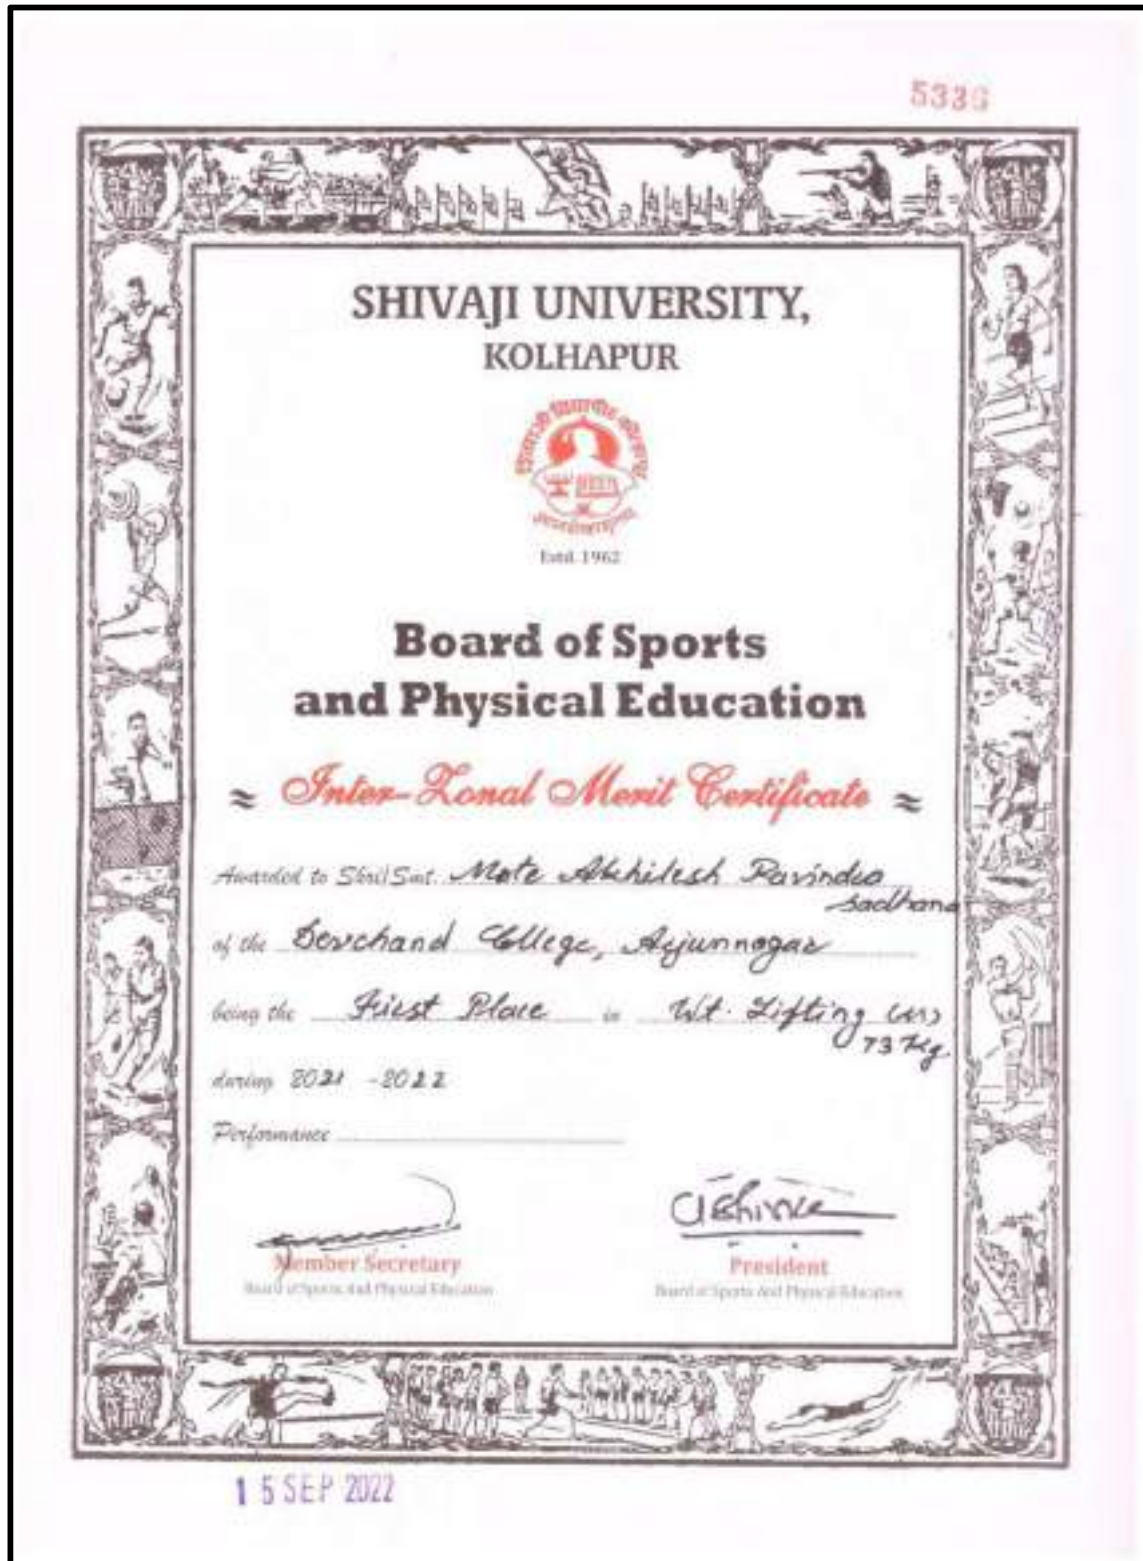 5336
SHIVAJI UNIVERSITY,
KOLHAPUR
Estd. 1962
Board of Sports
and Physical Education
≈ Inter-Zonal Merit Certificate ≈
Awarded to Shri/Smt. Mote Abhilesh Ravindra
Sadhana
of the Devchand College, Arjunnagar
being the First Place in Wt. Lifting (M)
73 Kg.
during 2021 - 2022
Performance
Member Secretary
President
Board of Sports And Physical Education
Board of Sports And Physical Education
15 SEP 2022